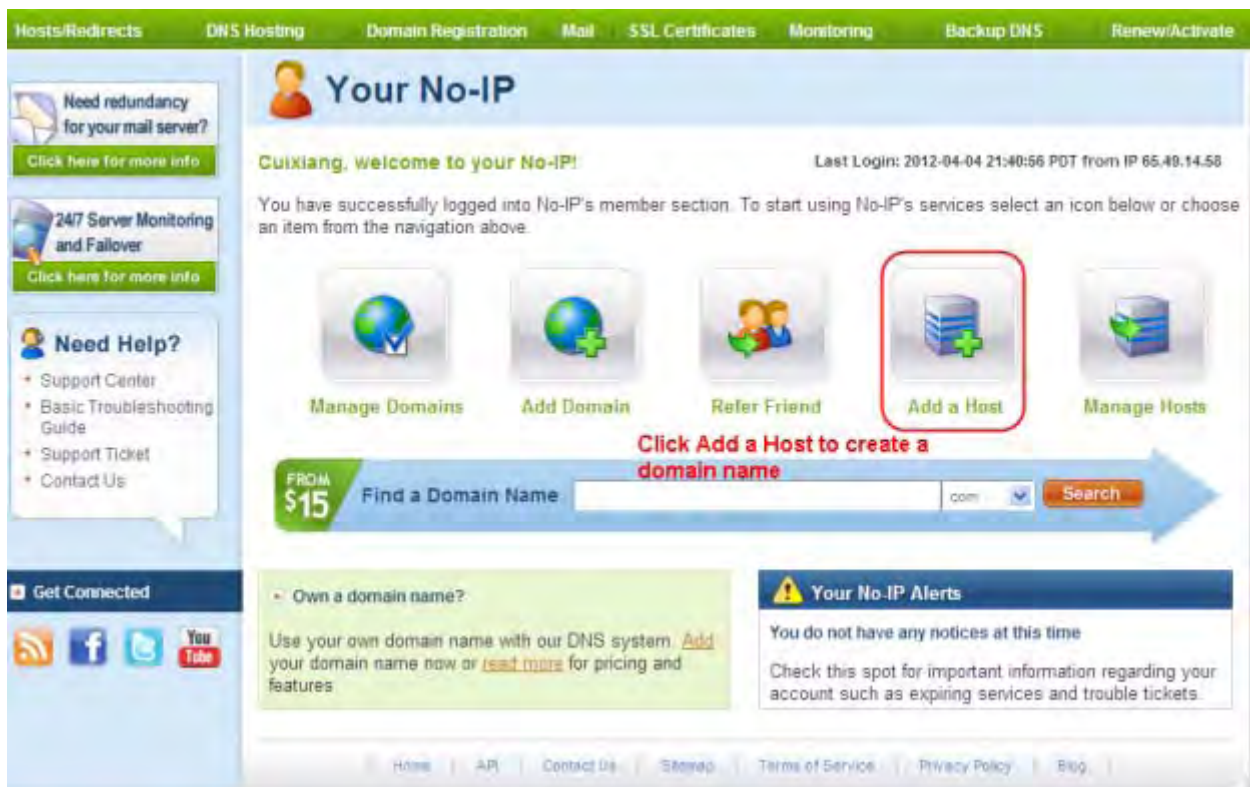 Hosts/Redirects DNS Hosting Domain Registration Mail SSL Certificates Monitoring Backup DNS Renew/Activate
Need redundancy
for your mail server?
Click here for more info
24/7 Server Monitoring
and Failover
Click here for more info
Need Help?
Support Center
Basic Troubleshooting
Guide
Support Ticket
Contact Us
Get Connected
You
Tube
Your No-IP
Cuixiang, welcome to your No-IP!
Last Login: 2012-04-04 21:40:56 PDT from IP 65.49.14.58
You have successfully logged into No-IP's member section. To start using No-IP's services select an icon below or choose
an item from the navigation above.
Manage Domains
Add Domain
Refer Friend
Add a Host
Manage Hosts
Click Add a Host to create a
domain name
FROM
$15
Find a Domain Name
com
Search
Own a domain name?
Use your own domain name with our DNS system. Add
your domain name now or read more for pricing and
features
Your No-IP Alerts
You do not have any notices at this time
Check this spot for important information regarding your
account such as expiring services and trouble tickets.
Home | API | Contact Us | Sitemap | Terms of Service | Privacy Policy | Blog |